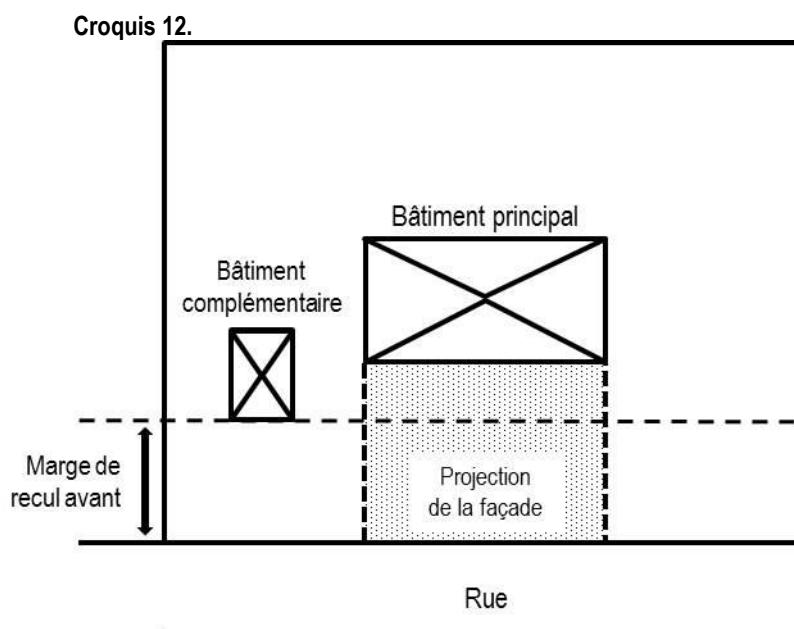 Croquis 12.
Bâtiment principal
Bâtiment
complémentaire
Marge de
recul avant
Projection
de la façade
Rue